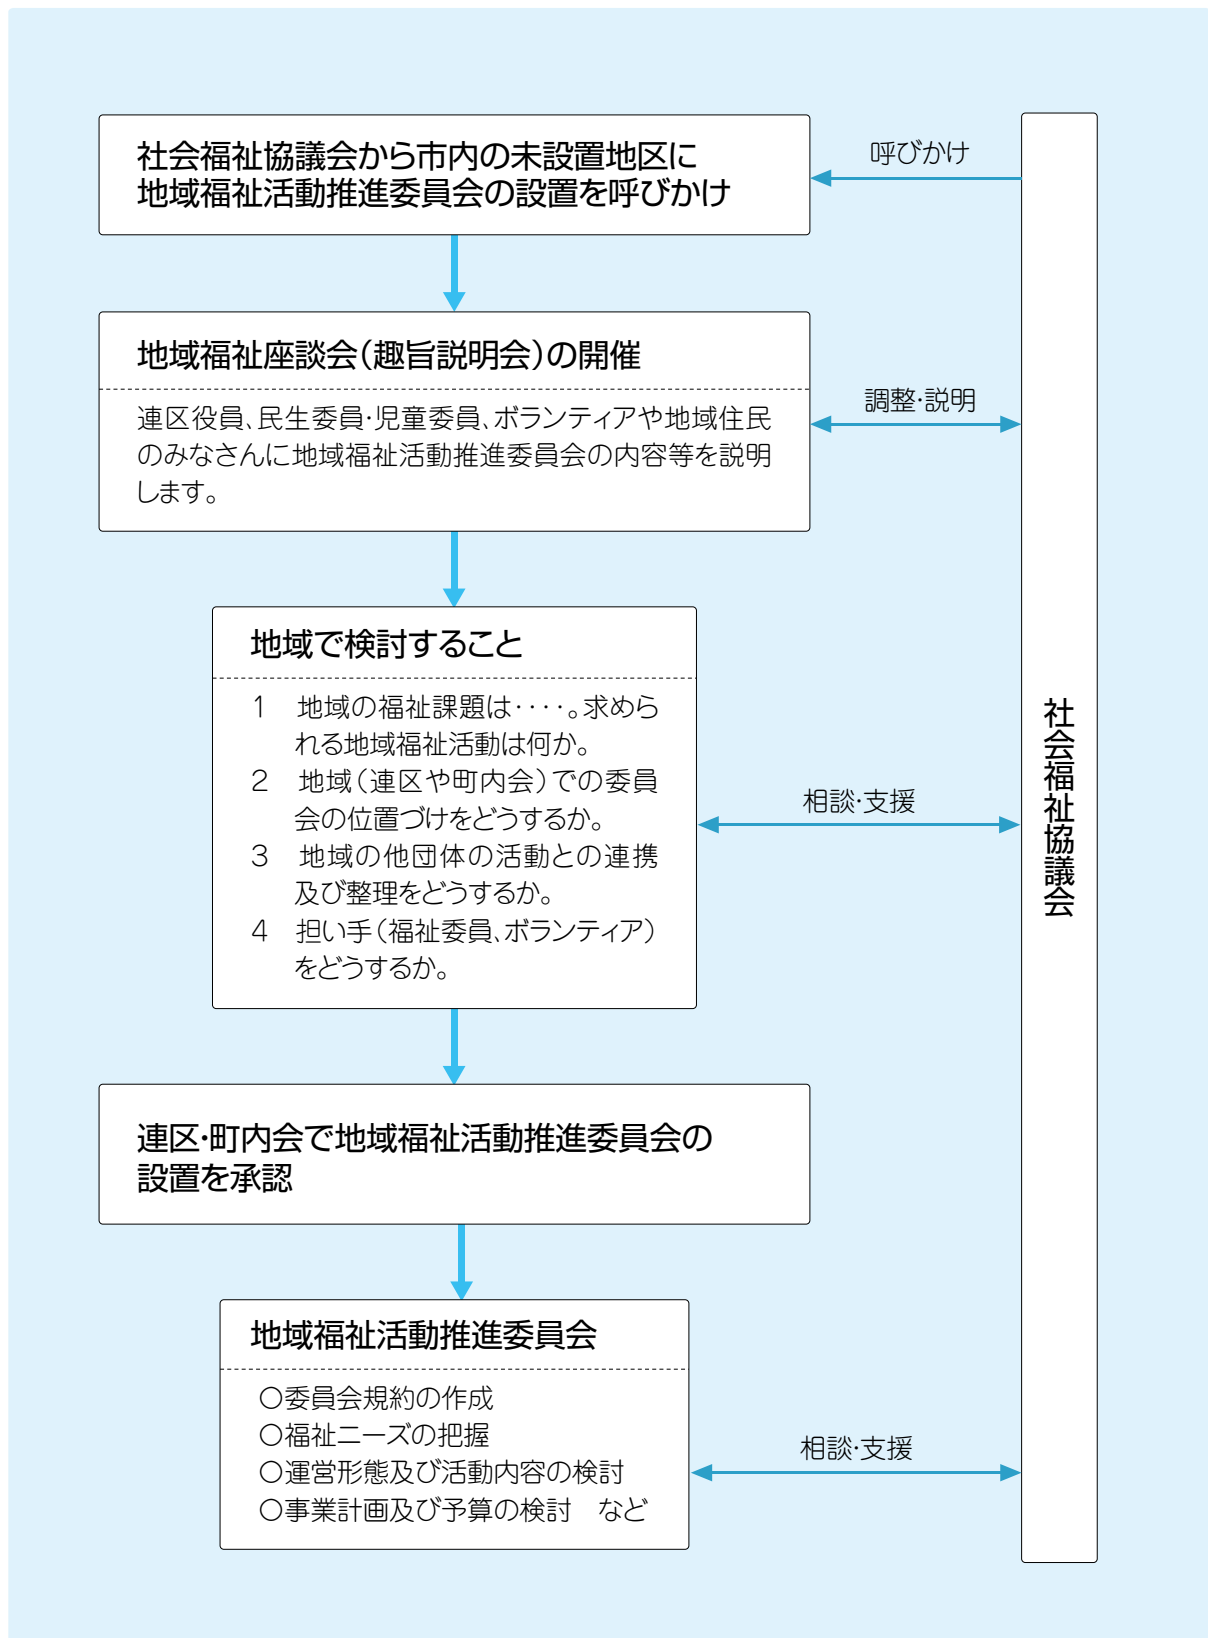 社会福祉協議会から市内の未設置地区に
地域福祉活動推進委員会の設置を呼びかけ
呼びかけ
地域福祉座談会（趣旨説明会）の開催
連区役員、民生委員･児童委員、ボランティアや地域住民
のみなさんに地域福祉活動推進委員会の内容等を説明
します。
調整･説明
地域で検討すること
1　地域の福祉課題は････。求めら
れる地域福祉活動は何か。
2　地域（連区や町内会）での委員
会の位置づけをどうするか。
3　地域の他団体の活動との連携
及び整理をどうするか。
4　担い手（福祉委員、ボランティア）
をどうするか。
相談･支援
社会福祉協議会
連区･町内会で地域福祉活動推進委員会の
設置を承認
地域福祉活動推進委員会
○委員会規約の作成
○福祉ニーズの把握
○運営形態及び活動内容の検討
○事業計画及び予算の検討　など
相談･支援